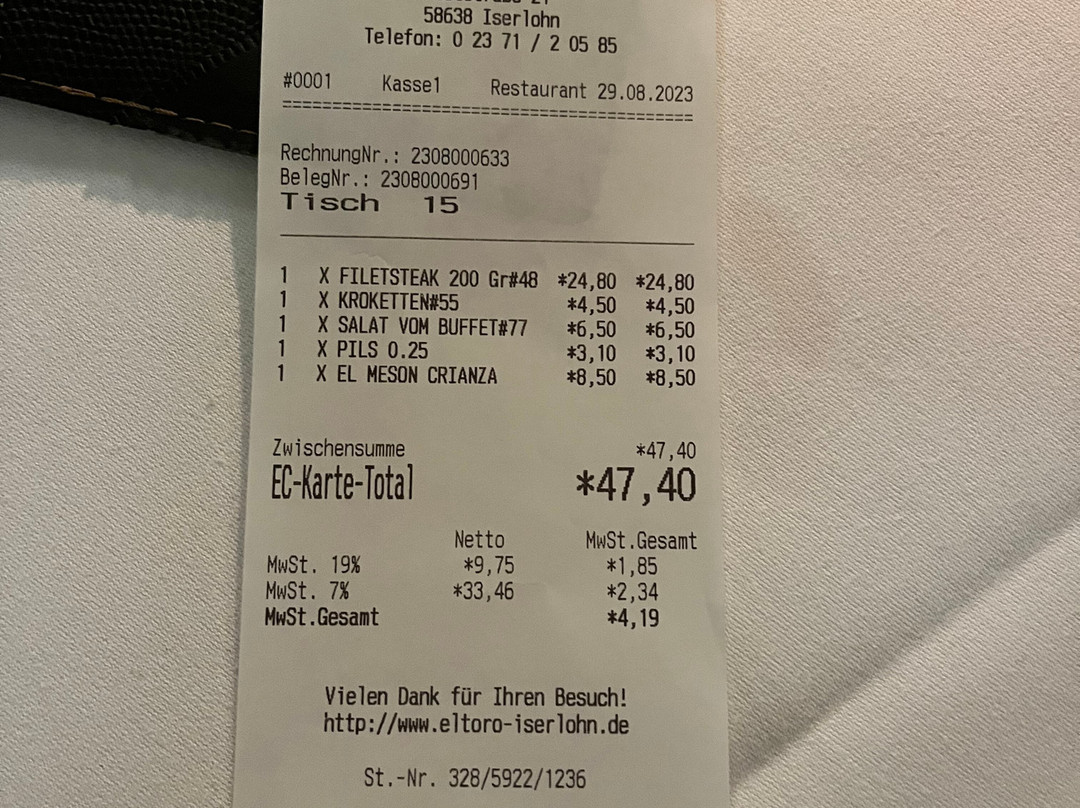 58638 Iserlohn
Telefon: 0 23 71 / 2 05 85
#0001 Kasse1 Restaurant 29.08.2023
========================================
RechnungNr.: 2308000633
BelegNr.: 2308000691
Tisch 15
1 X FILETSTEAK 200 Gr#48 *24,80 *24,80
1 X KROKETTEN#55 *4,50 *4,50
1 X SALAT VOM BUFFET#77 *6,50 *6,50
1 X PILS 0.25 *3,10 *3,10
1 X EL MESON CRIANZA *8,50 *8,50
Zwischensumme *47,40
EC-Karte-Total *47,40
Netto MwSt.Gesamt
MwSt. 19% *9,75 *1,85
MwSt. 7% *33,46 *2,34
MwSt.Gesamt *4,19
Vielen Dank für Ihren Besuch!
http://www.eltoro-iserlohn.de
St.-Nr. 328/5922/1236